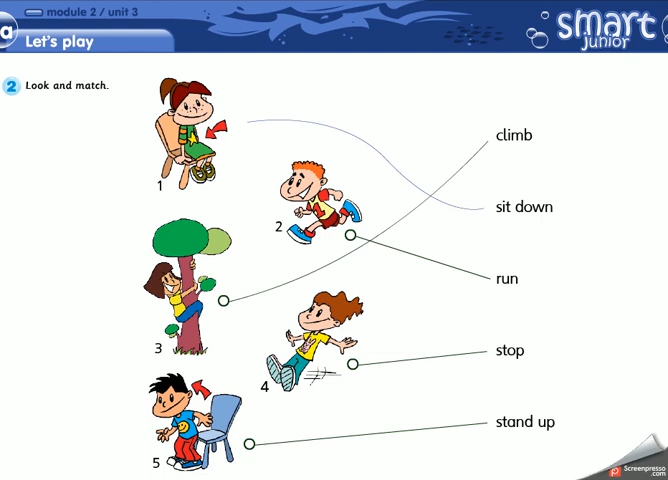 a
module 2 / unit 3
Let's play
smart
junior
2 Look and match.
climb
1
sit down
2
run
3
stop
4
stand up
5
Screenpresso